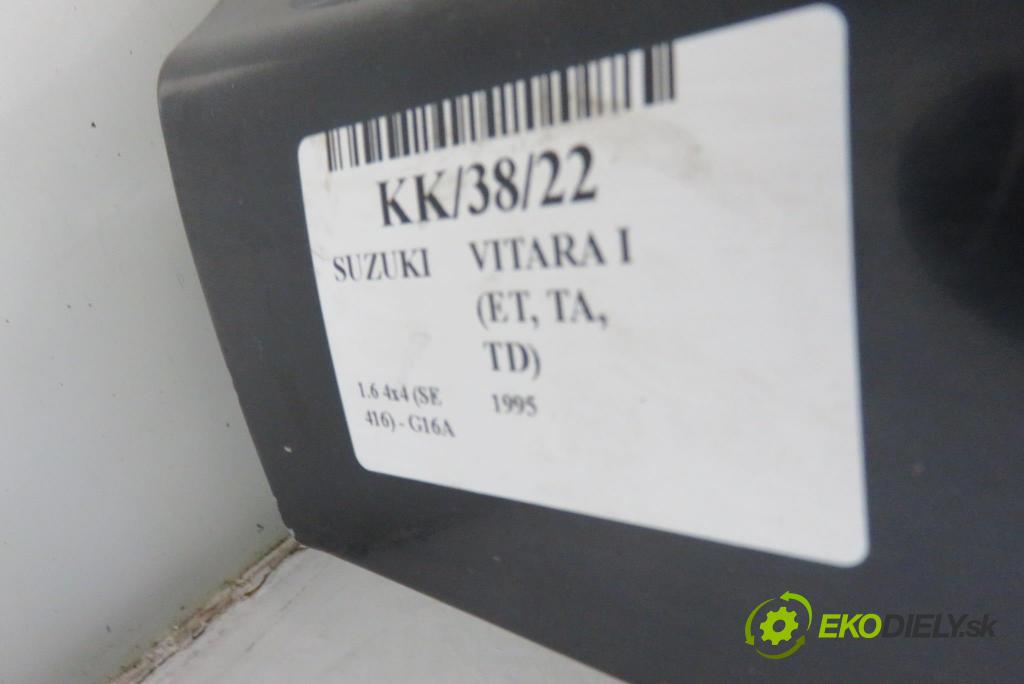 KK/38/22
SUZUKI VITARA I
(ET, TA,
TD)
1.6 4x4 (SE 1995
416) - G16A
EKODIELY.sk